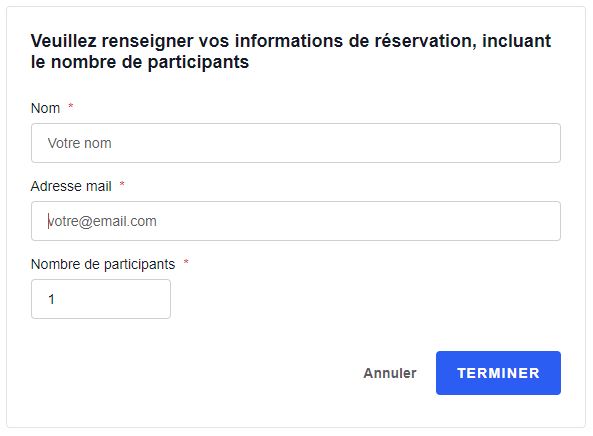 Veuillez renseigner vos informations de réservation, incluant
le nombre de participants
Nom *
Votre nom
Adresse mail *
votre@email.com
Nombre de participants *
1
Annuler TERMINER